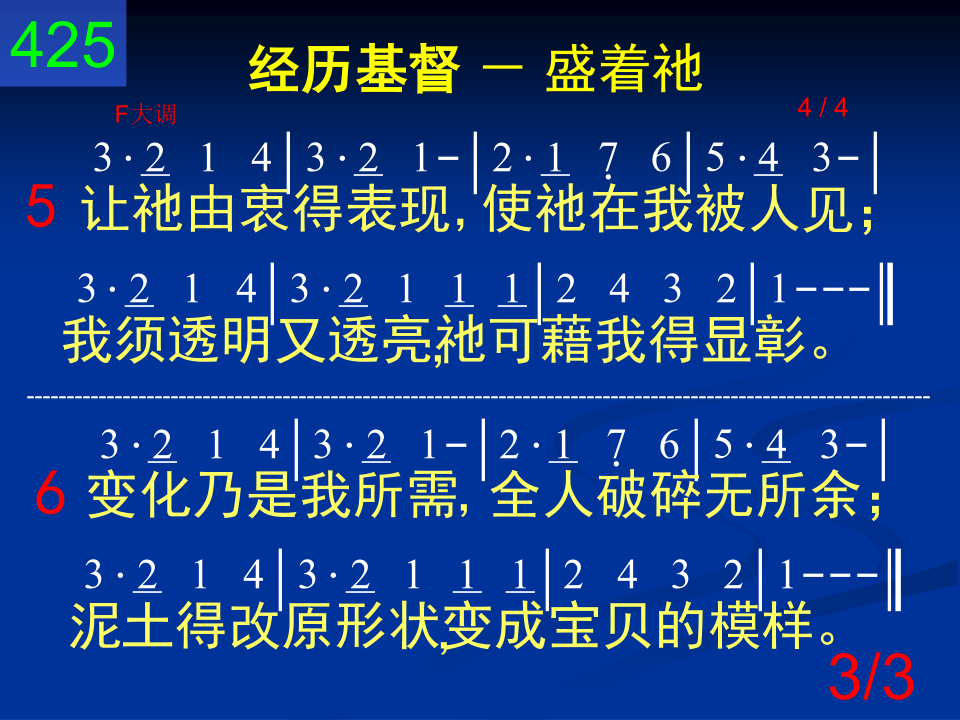 425
经历基督 － 盛着祂
F大调
4 / 4
3 · 2 1 4│3 · 2 1－│2 · 1 7̣ 6│5 · 4 3－│
5 让祂由衷得表现，使祂在我被人见；
3 · 2 1 4│3 · 2 1 1 1│2 4 3 2│1－－－‖
我须透明又透亮，祂可藉我得显彰。
3 · 2 1 4│3 · 2 1－│2 · 1 7̣ 6│5 · 4 3－│
6 变化乃是我所需，全人破碎无所余；
3 · 2 1 4│3 · 2 1 1 1│2 4 3 2│1－－－‖
泥土得改原形状，变成宝贝的模样。
3/3